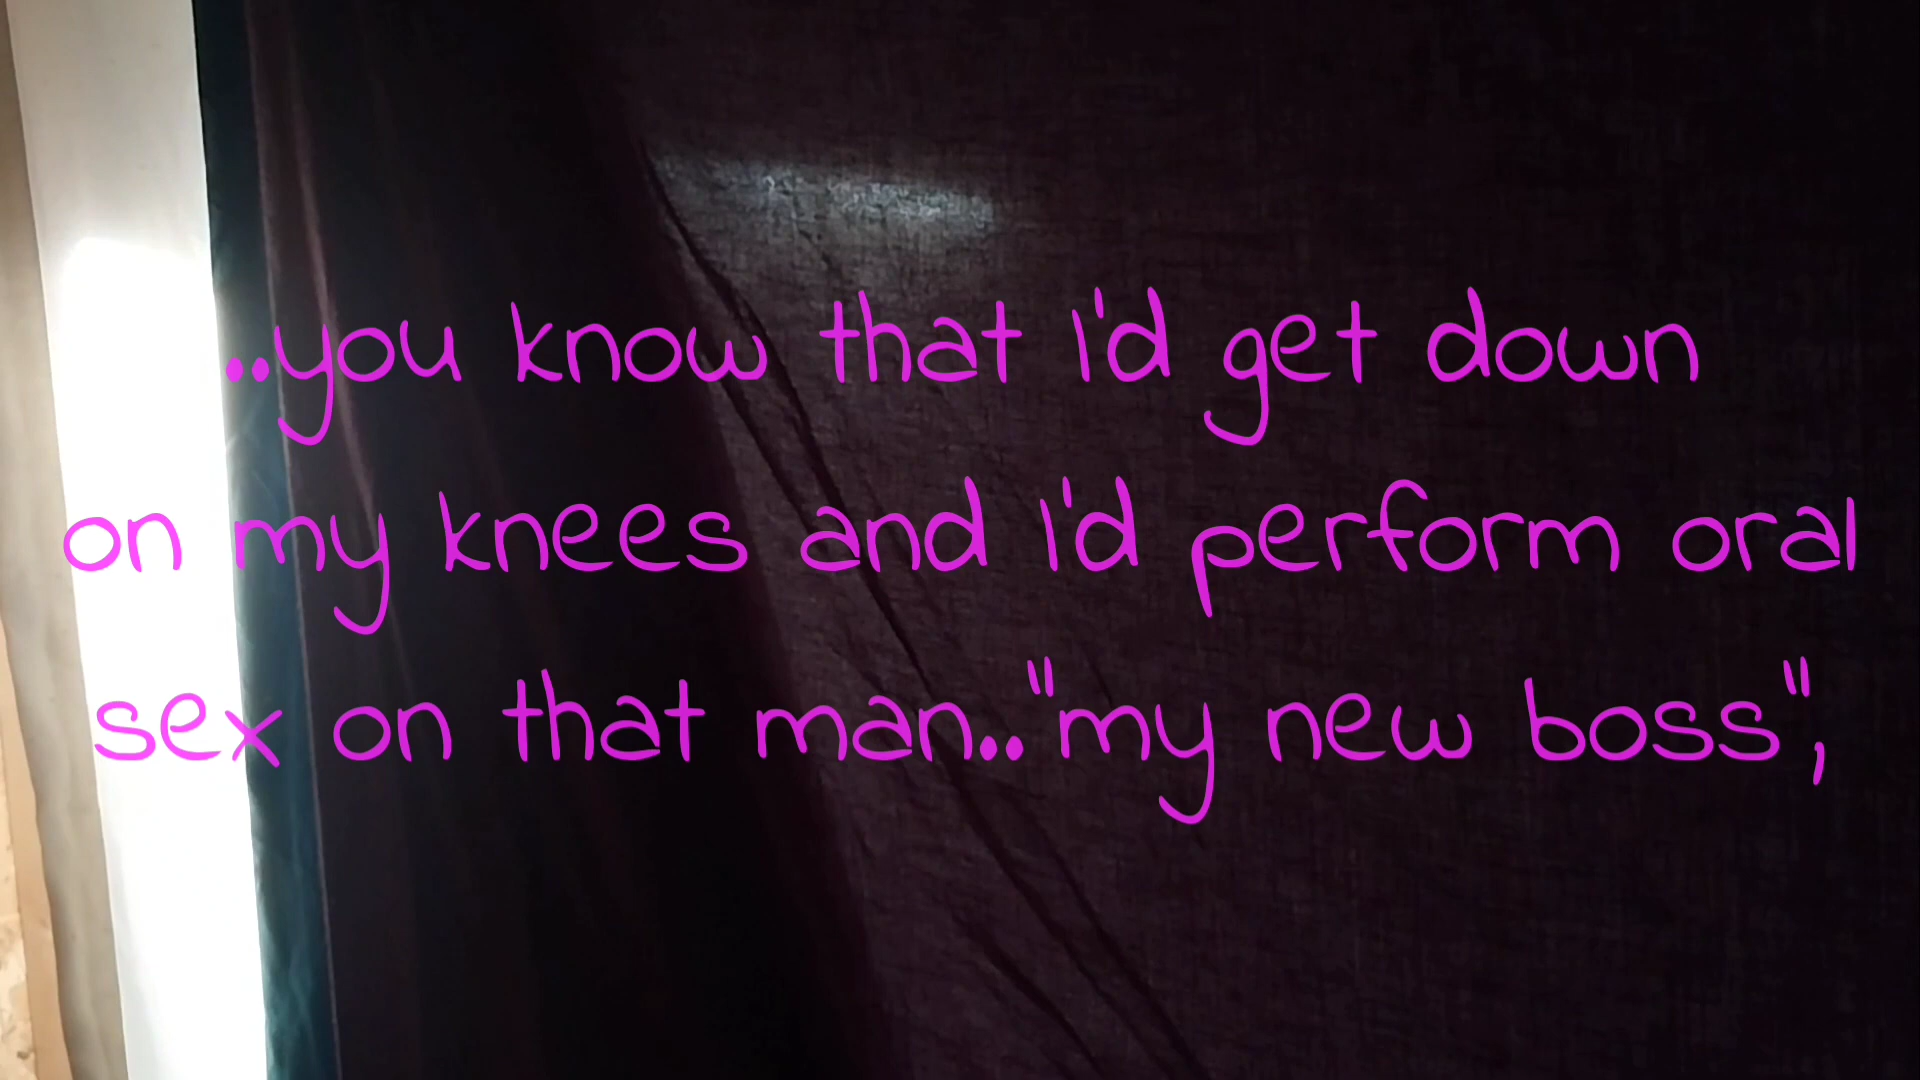 ..you know that I'd get down
on my knees and I'd perform oral
sex on that man.."my new boss",